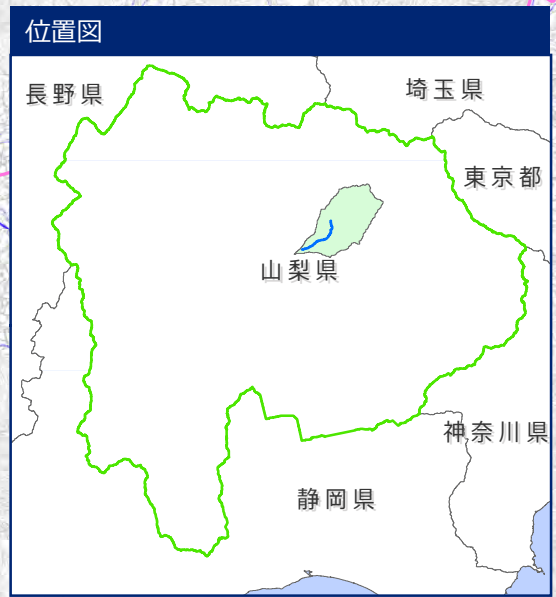 位置図
長野県
埼玉県
東京都
山梨県
神奈川県
静岡県